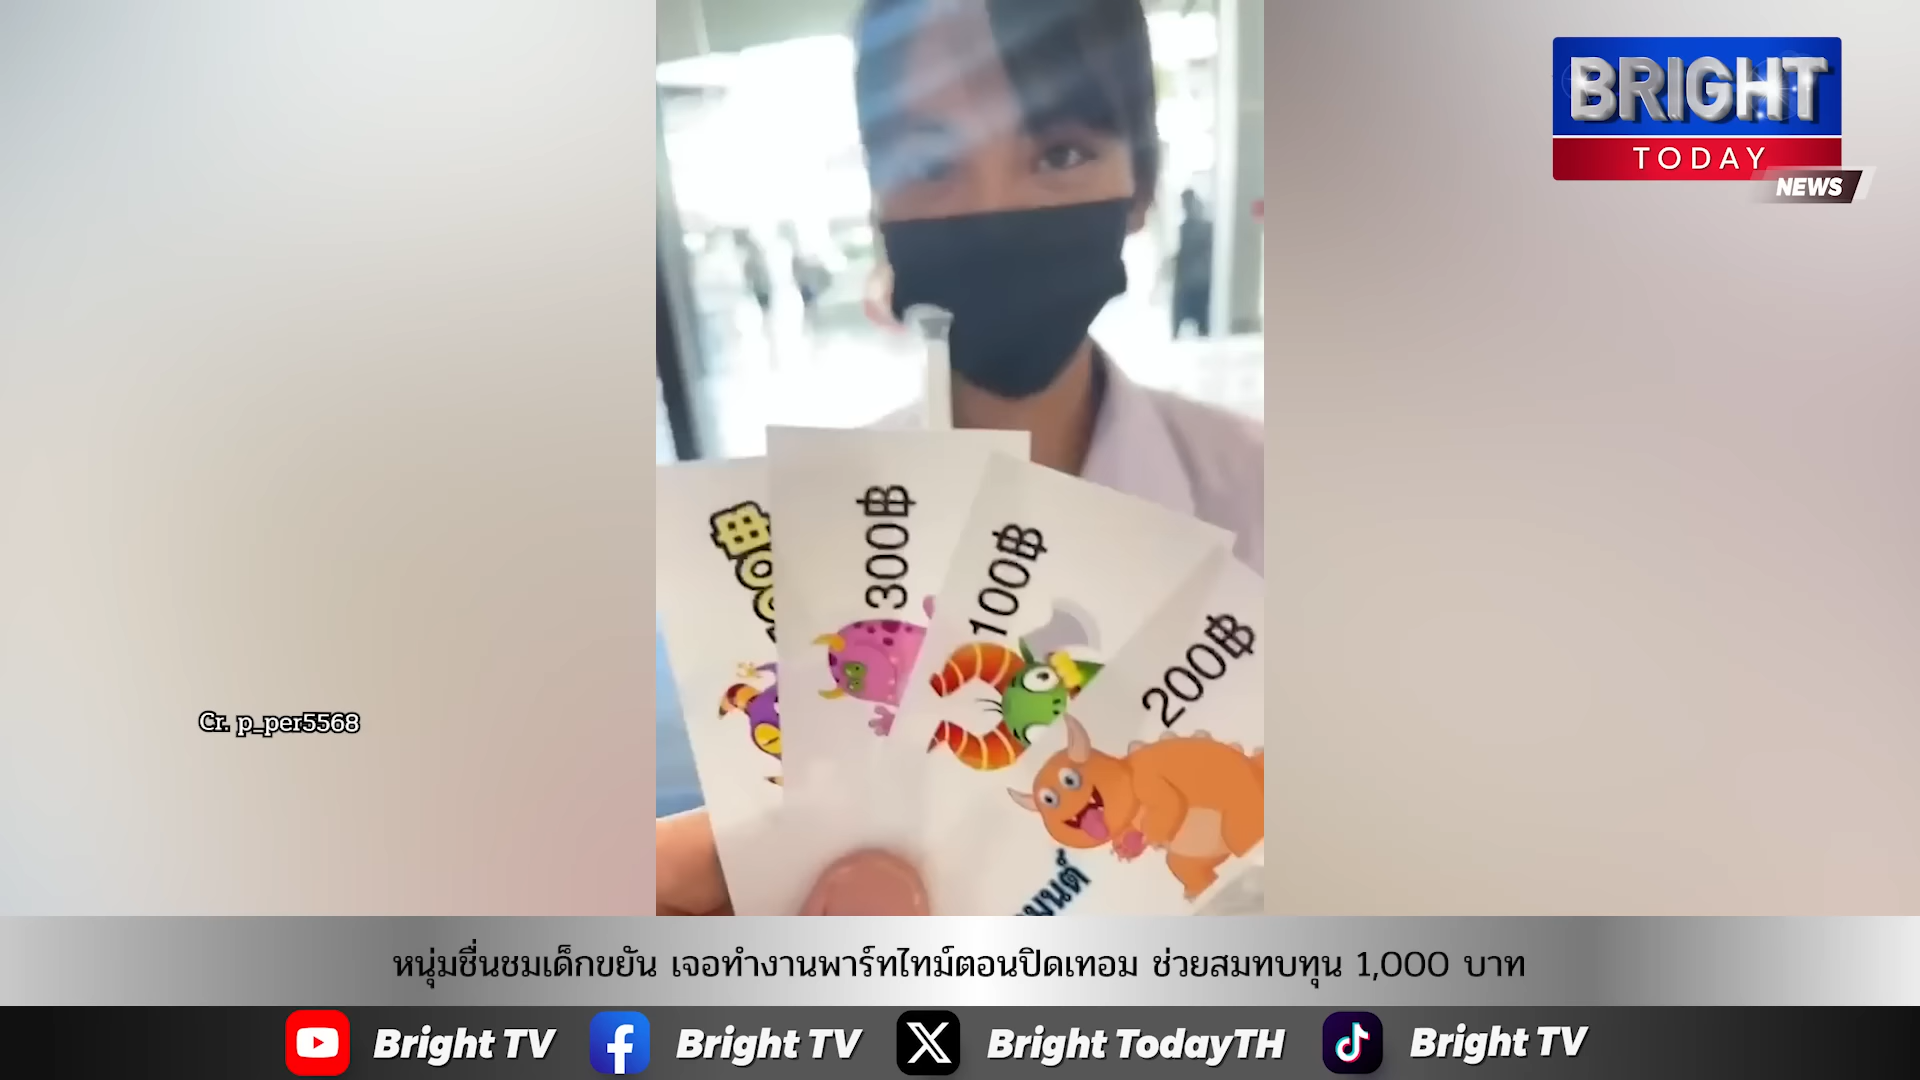 BRIGHT
TODAY
NEWS
300฿
100฿
200฿
Cr. p_per5568
หนุ่มชื่นชมเด็กขยัน เจอทำงานพาร์ทไทม์ตอนปิดเทอม ช่วยสมทบทุน 1,000 บาท
Bright TV
Bright TV
Bright TodayTH
Bright TV